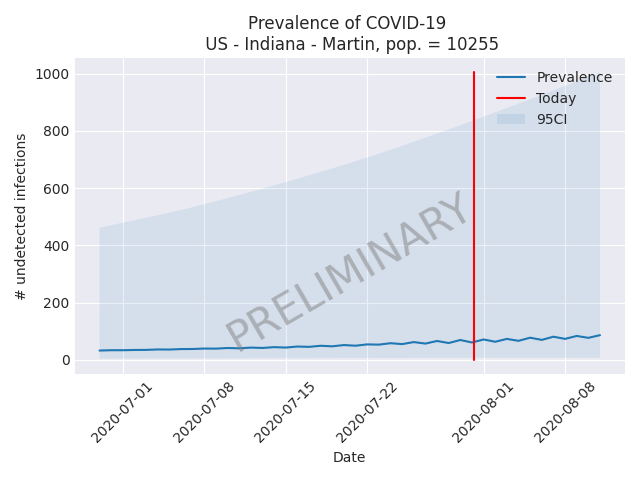 Prevalence of COVID-19
US - Indiana - Martin, pop. = 10255
1000
800
600
400
200
0
# undetected infections
Prevalence
Today
95CI
PRELIMINARY
2020-07-01
2020-07-08
2020-07-15
2020-07-22
2020-08-01
2020-08-08
Date